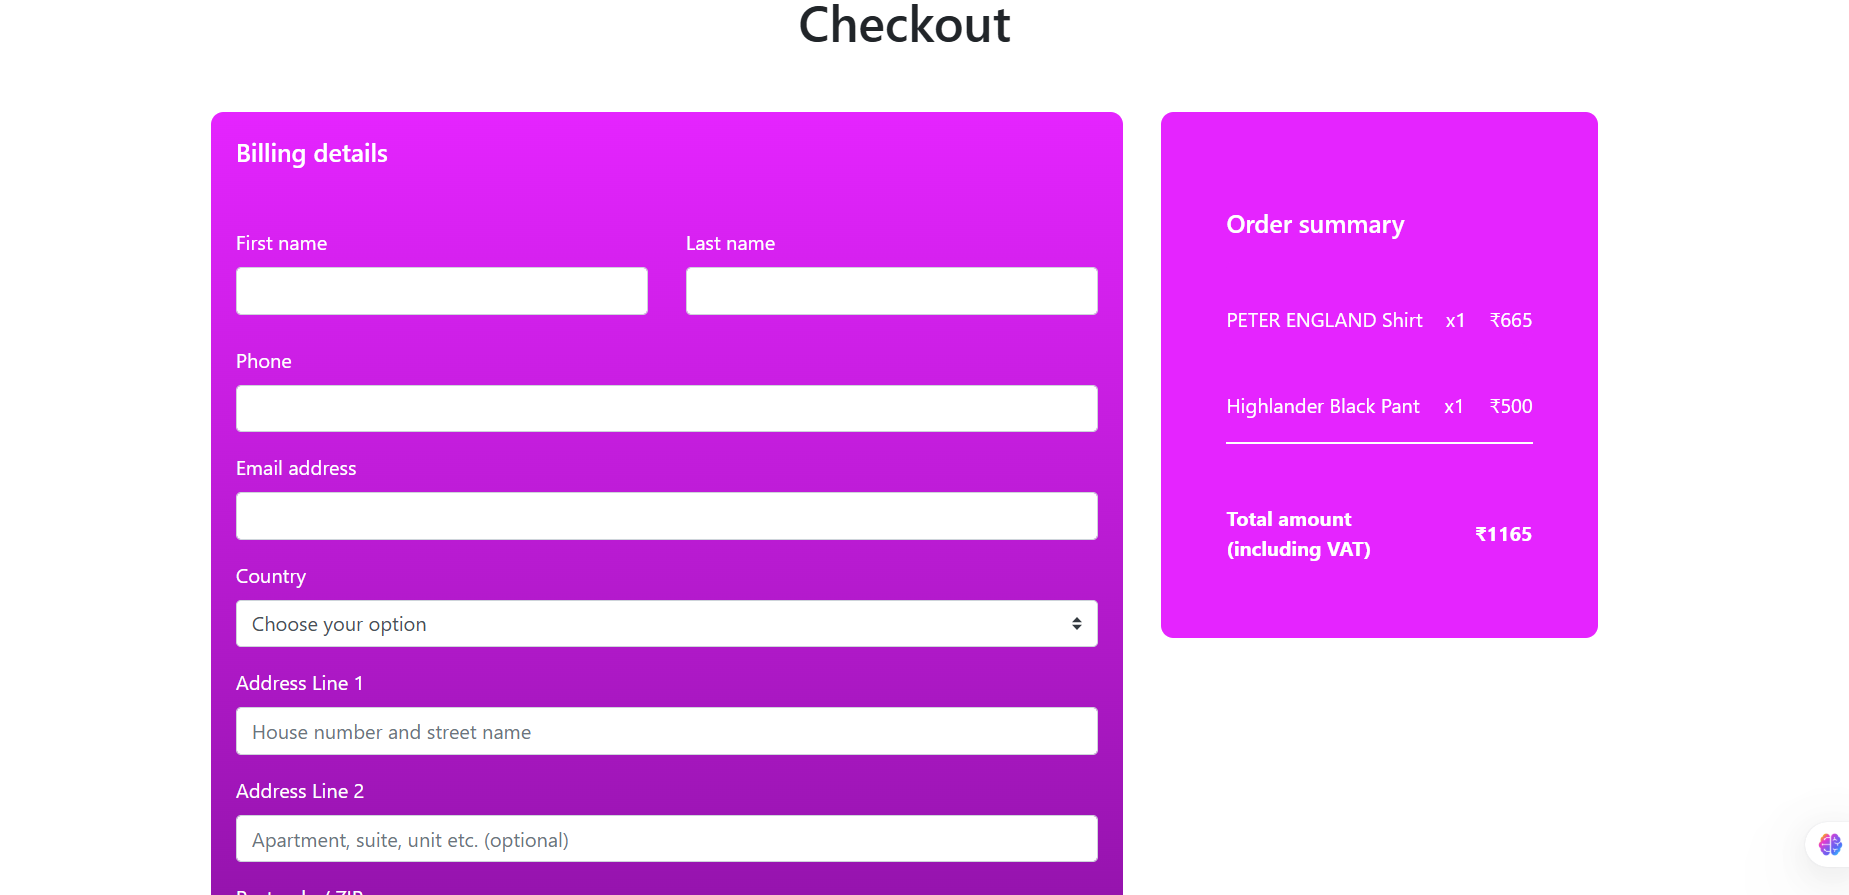 Checkout
Billing details
First name
Last name
Phone
Email address
Country
Choose your option
Address Line 1
House number and street name
Address Line 2
Apartment, suite, unit etc. (optional)
Order summary
PETER ENGLAND Shirt x1 ₹665
Highlander Black Pant x1 ₹500
Total amount
(including VAT) ₹1165